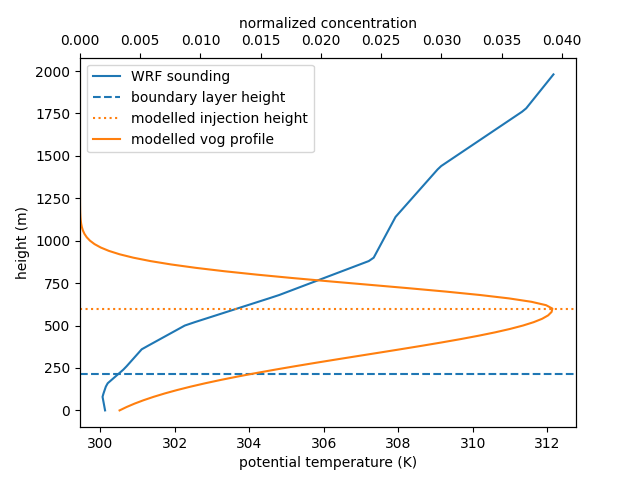 normalized concentration
0.000 0.005 0.010 0.015 0.020 0.025 0.030 0.035 0.040
WRF sounding
boundary layer height
modelled injection height
modelled vog profile
height (m)
2000
1750
1500
1250
1000
750
500
250
0
300 302 304 306 308 310 312
potential temperature (K)